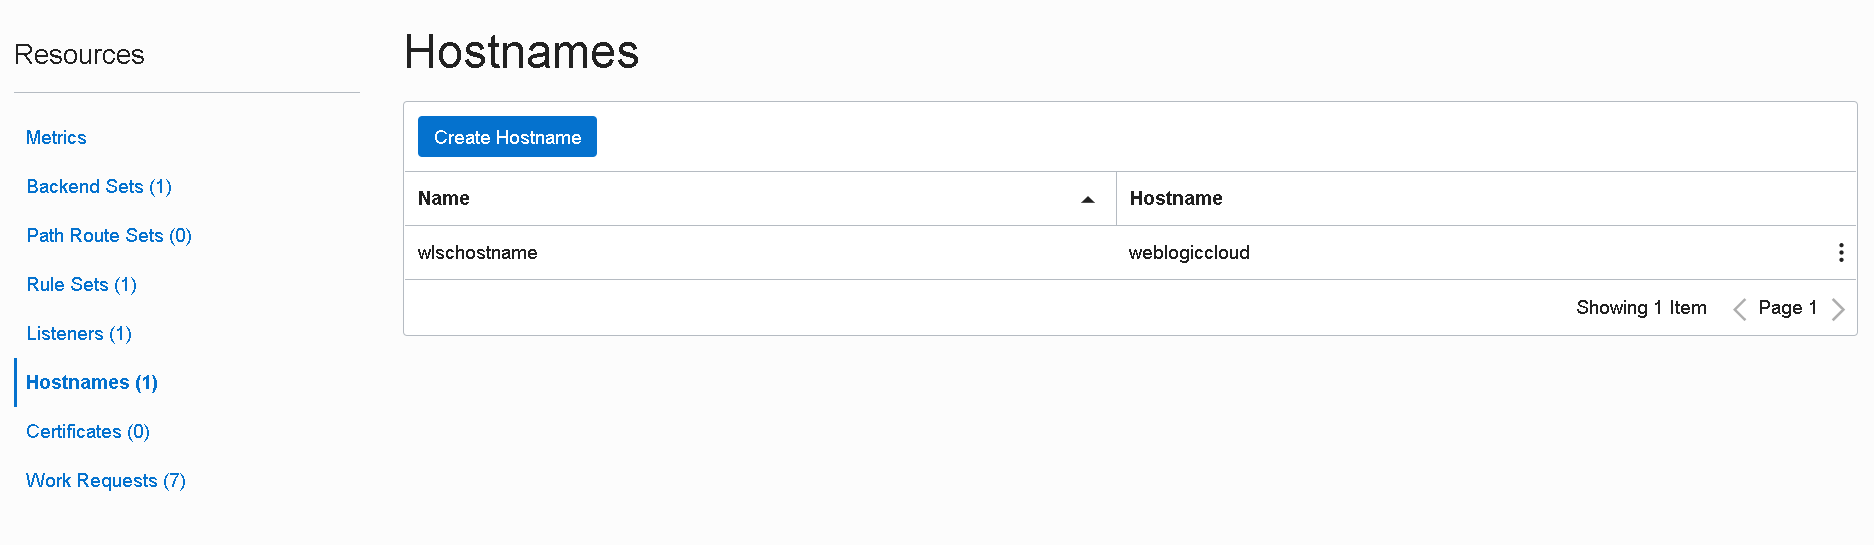 Resources
Metrics
Backend Sets (1)
Path Route Sets (0)
Rule Sets (1)
Listeners (1)
Hostnames (1)
Certificates (0)
Work Requests (7)
Hostnames
Create Hostname
Name Hostname
wlschostname weblogiccloud
Showing 1 Item Page 1